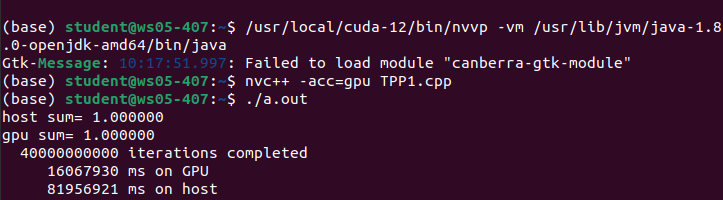 (base) student@ws05-407:~$ /usr/local/cuda-12/bin/nvvp -vm /usr/lib/jvm/java-1.8
.0-openjdk-amd64/bin/java
Gtk-Message: 10:17:51.997: Failed to load module "canberra-gtk-module"
(base) student@ws05-407:~$ nvc++ -acc=gpu TPP1.cpp
(base) student@ws05-407:~$ ./a.out
host sum= 1.000000
gpu sum= 1.000000
  40000000000 iterations completed
     16067930 ms on GPU
     81956921 ms on host